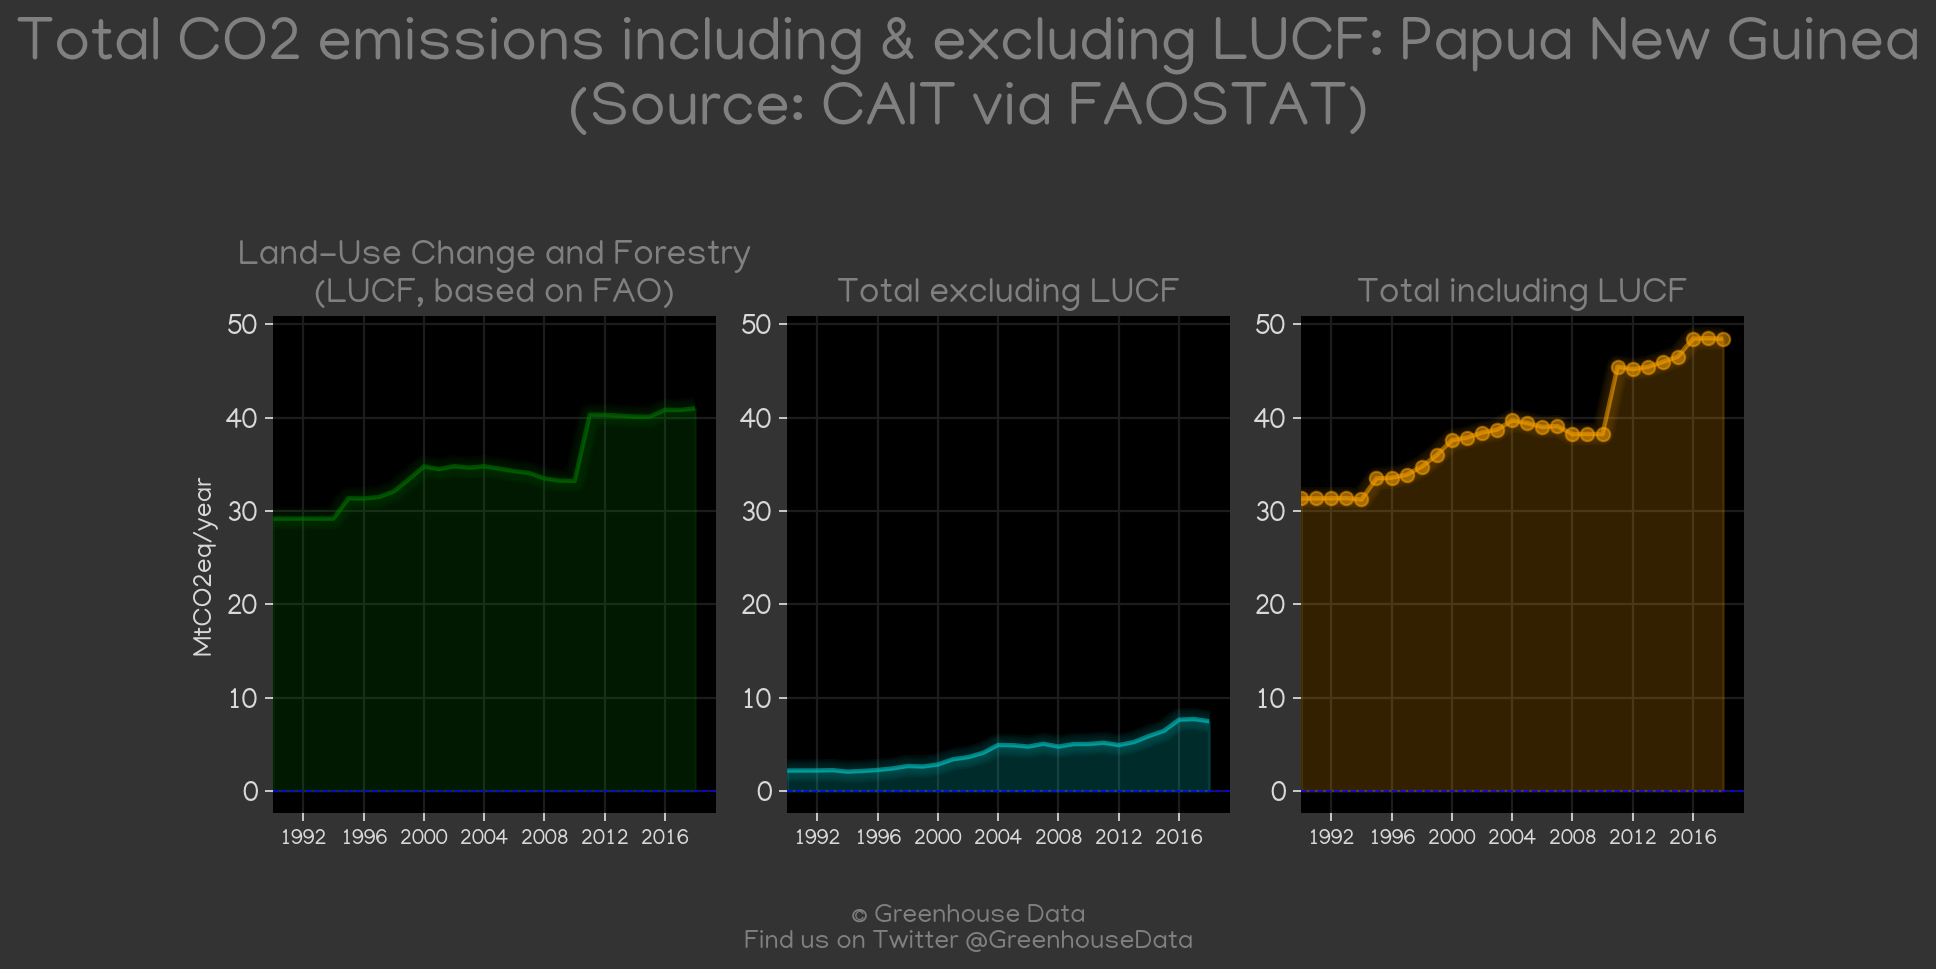 Total CO2 emissions including & excluding LUCF: Papua New Guinea
(Source: CAIT via FAOSTAT)
Land-Use Change and Forestry
(LUCF, based on FAO)
Total excluding LUCF
Total including LUCF
MtCO2eq/year
50
40
30
20
10
0
1992 1996 2000 2004 2008 2012 2016
50
40
30
20
10
0
1992 1996 2000 2004 2008 2012 2016
50
40
30
20
10
0
1992 1996 2000 2004 2008 2012 2016
© Greenhouse Data
Find us on Twitter @GreenhouseData